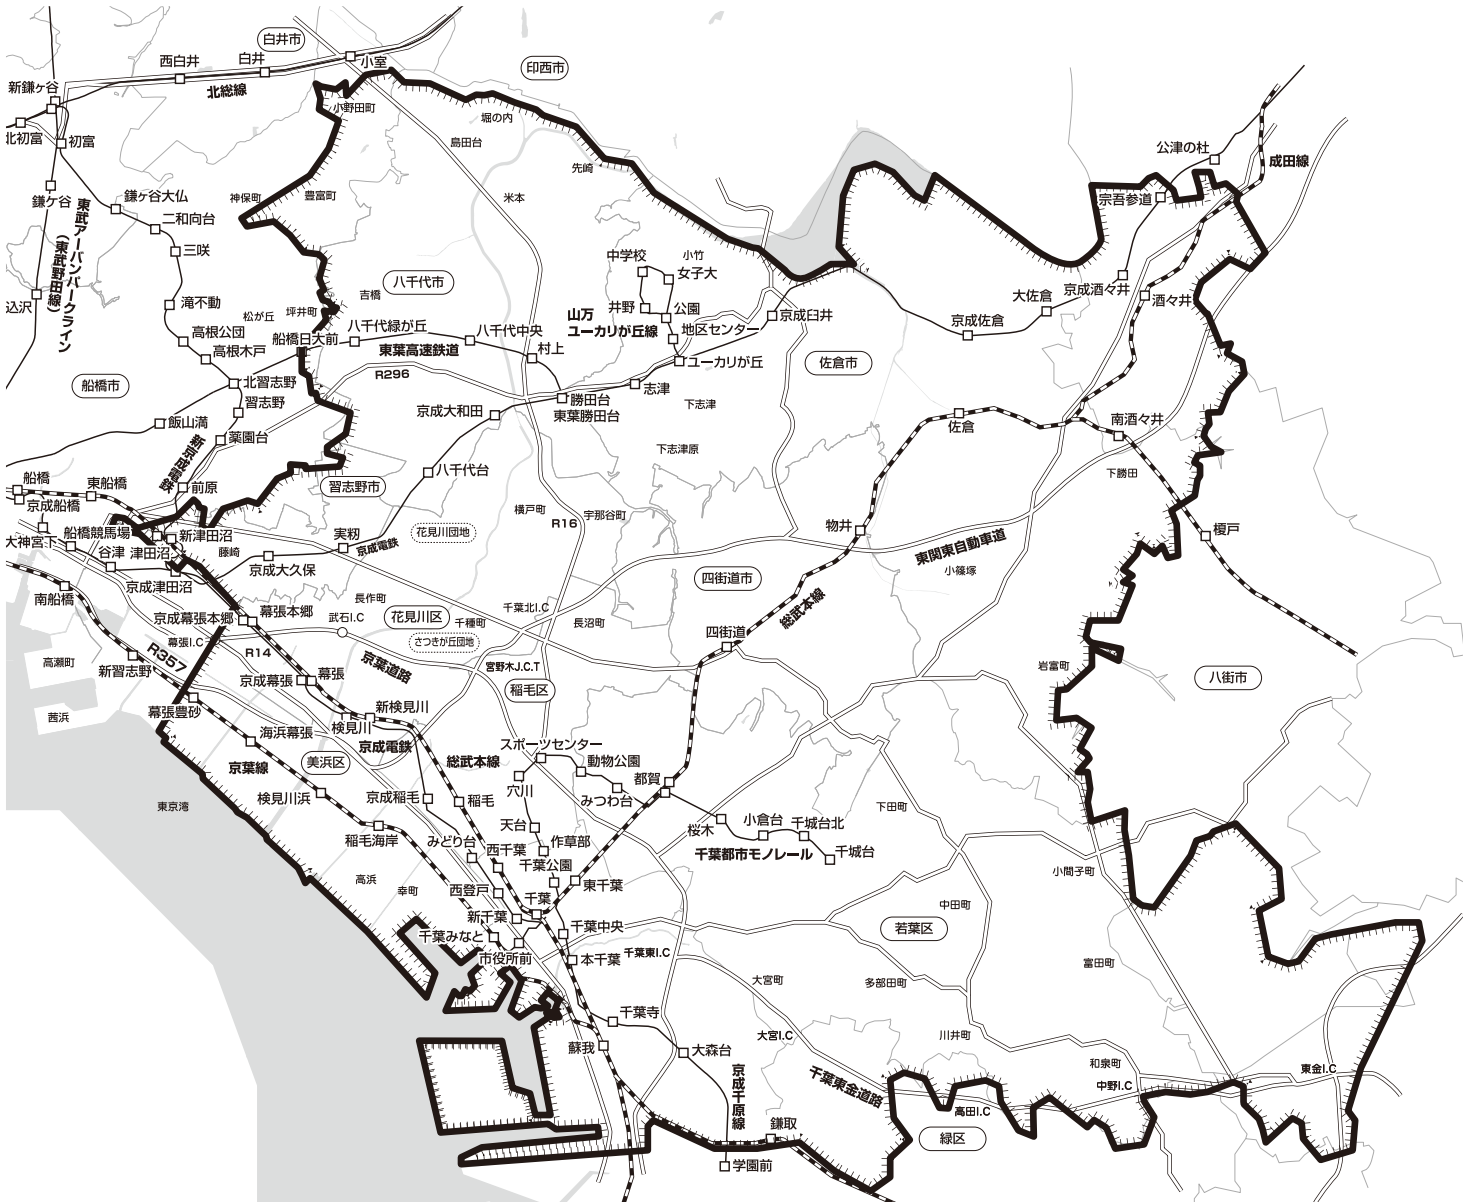 白井市
小室
白井
西白井
北総線
印西市
新鎌ヶ谷
北初富
初富
小野田町
堀の内
島田台
先崎
公津の杜
成田線
鎌ヶ谷
鎌ヶ谷大仏
東武アーバンパークライン
(東武野田線)
神保町
豊富町
米本
宗吾参道
二和向台
三咲
中学校
小竹
女子大
八千代市
吉橋
井野
公園
大佐倉
京成酒々井
酒々井
込沢
滝不動
松が丘
坪井町
山万
ユーカリが丘線
地区センター
京成臼井
京成佐倉
高根公団
高根木戸
船橋日大前
八千代緑が丘
八千代中央
東葉高速鉄道
村上
ユーカリが丘
佐倉市
船橋市
北習志野
R296
志津
下志津
習志野
飯山満
京成大和田
勝田台
東葉勝田台
佐倉
南酒々井
薬園台
新京成電鉄
下志津原
八千代台
下勝田
船橋
東船橋
前原
習志野市
京成船橋
横戸町
R16
宇那谷町
物井
榎戸
大神宮下
船橋競馬場
新津田沼
花見川団地
実籾
京成電鉄
谷津
津田沼
藤崎
京成大久保
東関東自動車道
小篠塚
京成津田沼
四街道市
南船橋
長作町
武石I.C
花見川区
千葉北I.C
千種町
長沼町
総武本線
京成幕張本郷
幕張本郷
幕張I.C
さつきが丘団地
四街道
R14
京葉道路
宮野木J.C.T
高瀬町
R357
新習志野
京成幕張
幕張
稲毛区
岩富町
八街市
茜浜
幕張豊砂
新検見川
検見川
海浜幕張
京成電鉄
スポーツセンター
総武本線
動物公園
京葉線
美浜区
穴川
みつわ台
都賀
東京湾
検見川浜
京成稲毛
稲毛
下田町
天台
桜木
小倉台
千城台北
稲毛海岸
みどり台
西千葉
作草部
千葉都市モノレール
千城台
千葉公園
高浜
幸町
西登戸
東千葉
小間子町
千葉
新千葉
中田町
千葉みなと
千葉中央
若葉区
市役所前
本千葉
千葉東I.C
富田町
大宮町
多部田町
千葉寺
大宮I.C
川井町
蘇我
大森台
和泉町
京成千原線
千葉東金道路
中野I.C
東金I.C
高田I.C
鎌取
緑区
学園前